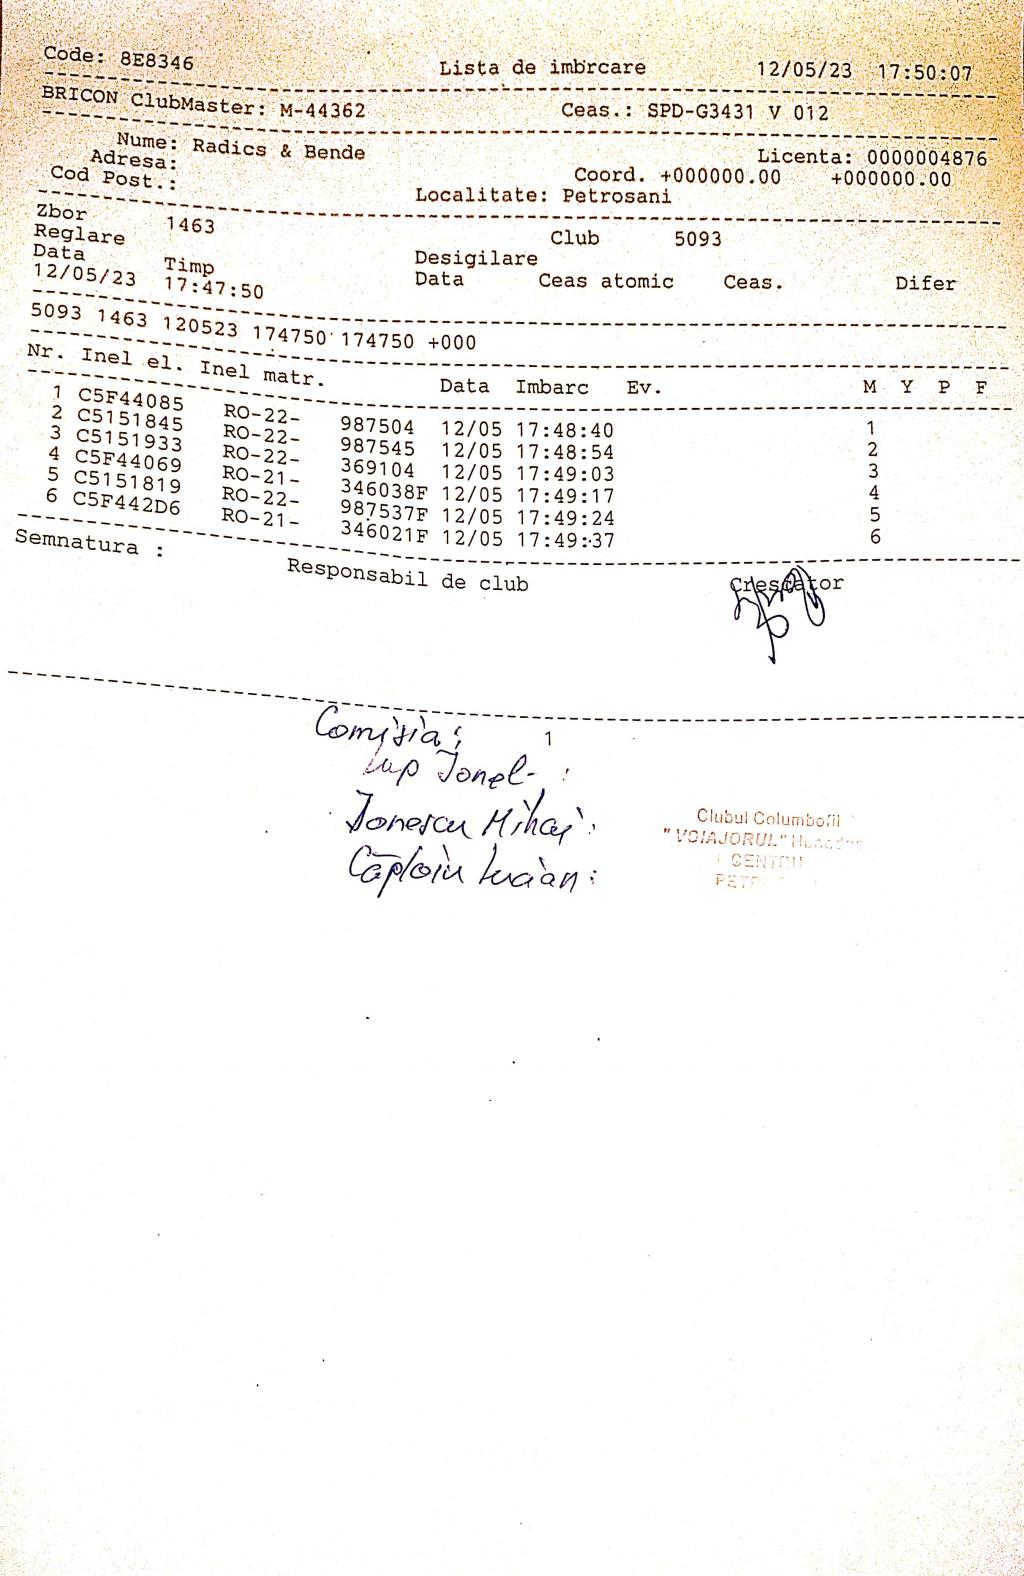 Code: 8E8346 Lista de imbrcare 12/05/23 17:50:07
BRICON ClubMaster: M-44362 Ceas.: SPD-G3431 V 012
Nume: Radics & Bende Licenta: 0000004876
Adresa: Coord. +000000.00 +000000.00
Cod Post.: Localitate: Petrosani
Zbor 1463 Club 5093
Reglare Desigilare
Data Timp Data Ceas atomic Ceas. Difer
12/05/23 17:47:50
5093 1463 120523 174750 174750 +000
Nr. Inel el. Inel matr. Data Imbarc Ev. M Y P F
1 C5F44085 RO-22- 987504 12/05 17:48:40 1
2 C5151845 RO-22- 987545 12/05 17:48:54 2
3 C5151933 RO-22- 369104 12/05 17:49:03 3
4 C5F44069 RO-21- 346038F 12/05 17:49:17 4
5 C5151819 RO-22- 987537F 12/05 17:49:24 5
6 C5F442D6 RO-21- 346021F 12/05 17:49:37 6
Semnatura : Responsabil de club Crescator
1
Comisia:
Lup Ionel- :
Ionescu Mihai:
Căploiu Lucian:
Clubul Columbofil
"VOIAJORUL"